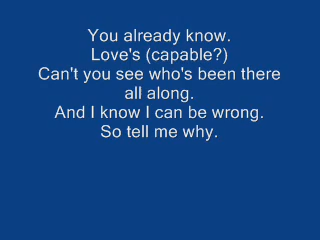 You already know.
Love's (capable?)
Can't you see who's been there
all along.
And I know I can be wrong.
So tell me why.